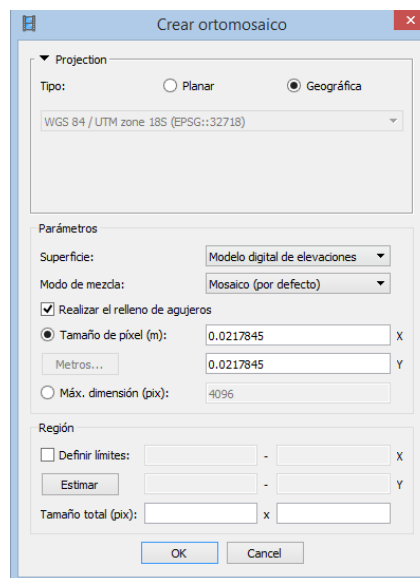 Crear ortomosaico
Projection
Tipo: Planar Geográfica
WGS 84 / UTM zone 18S (EPSG::32718)
Parámetros
Superficie: Modelo digital de elevaciones
Modo de mezcla: Mosaico (por defecto)
Realizar el relleno de agujeros
Tamaño de píxel (m): 0.0217845 X
Metros... 0.0217845 Y
Máx. dimensión (pix): 4096
Región
Definir límites: - X
Estimar - Y
Tamaño total (pix): x
OK Cancel